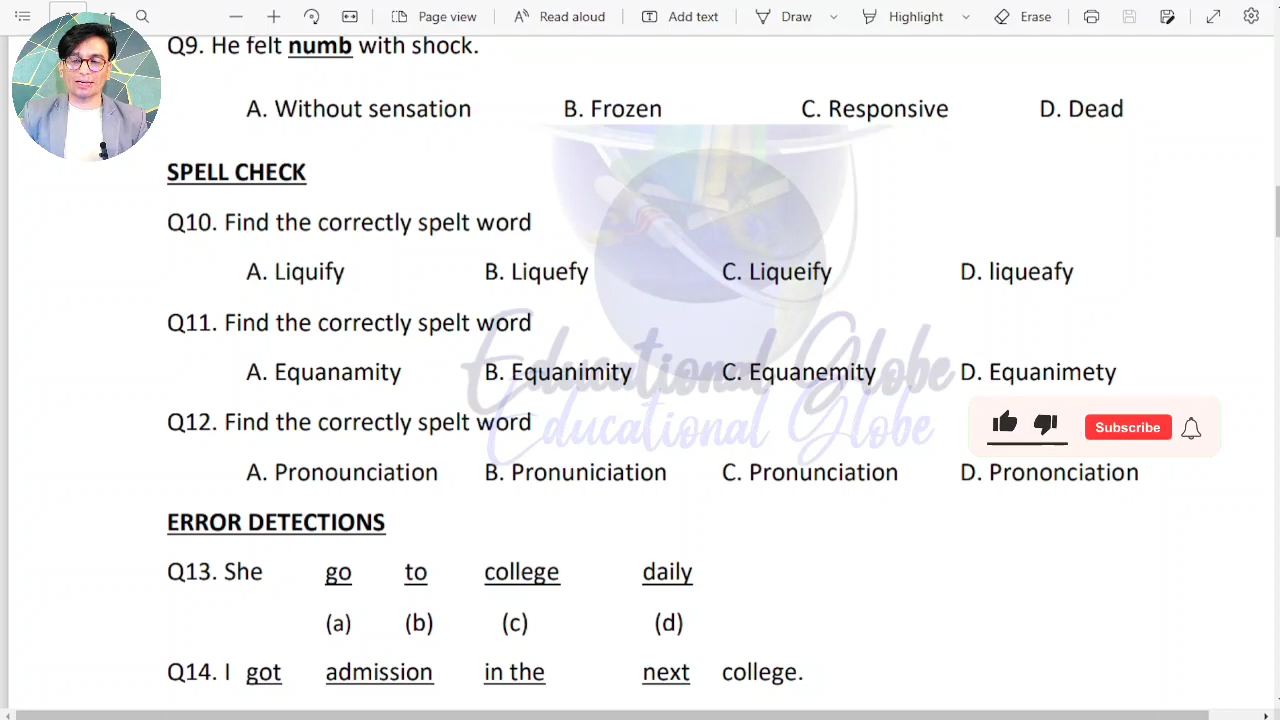 Page view Read aloud Add text Draw Highlight Erase
Q9. He felt numb with shock.
A. Without sensation B. Frozen C. Responsive D. Dead
SPELL CHECK
Q10. Find the correctly spelt word
A. Liquify B. Liquefy C. Liqueify D. liqueafy
Q11. Find the correctly spelt word
A. Equanamity B. Equanimity C. Equanemity D. Equanimety
Educational Globe
Educational Globe
Q12. Find the correctly spelt word
Subscribe
A. Pronounciation B. Pronuniciation C. Pronunciation D. Prononciation
ERROR DETECTIONS
Q13. She go to college daily
(a) (b) (c) (d)
Q14. I got admission in the next college.